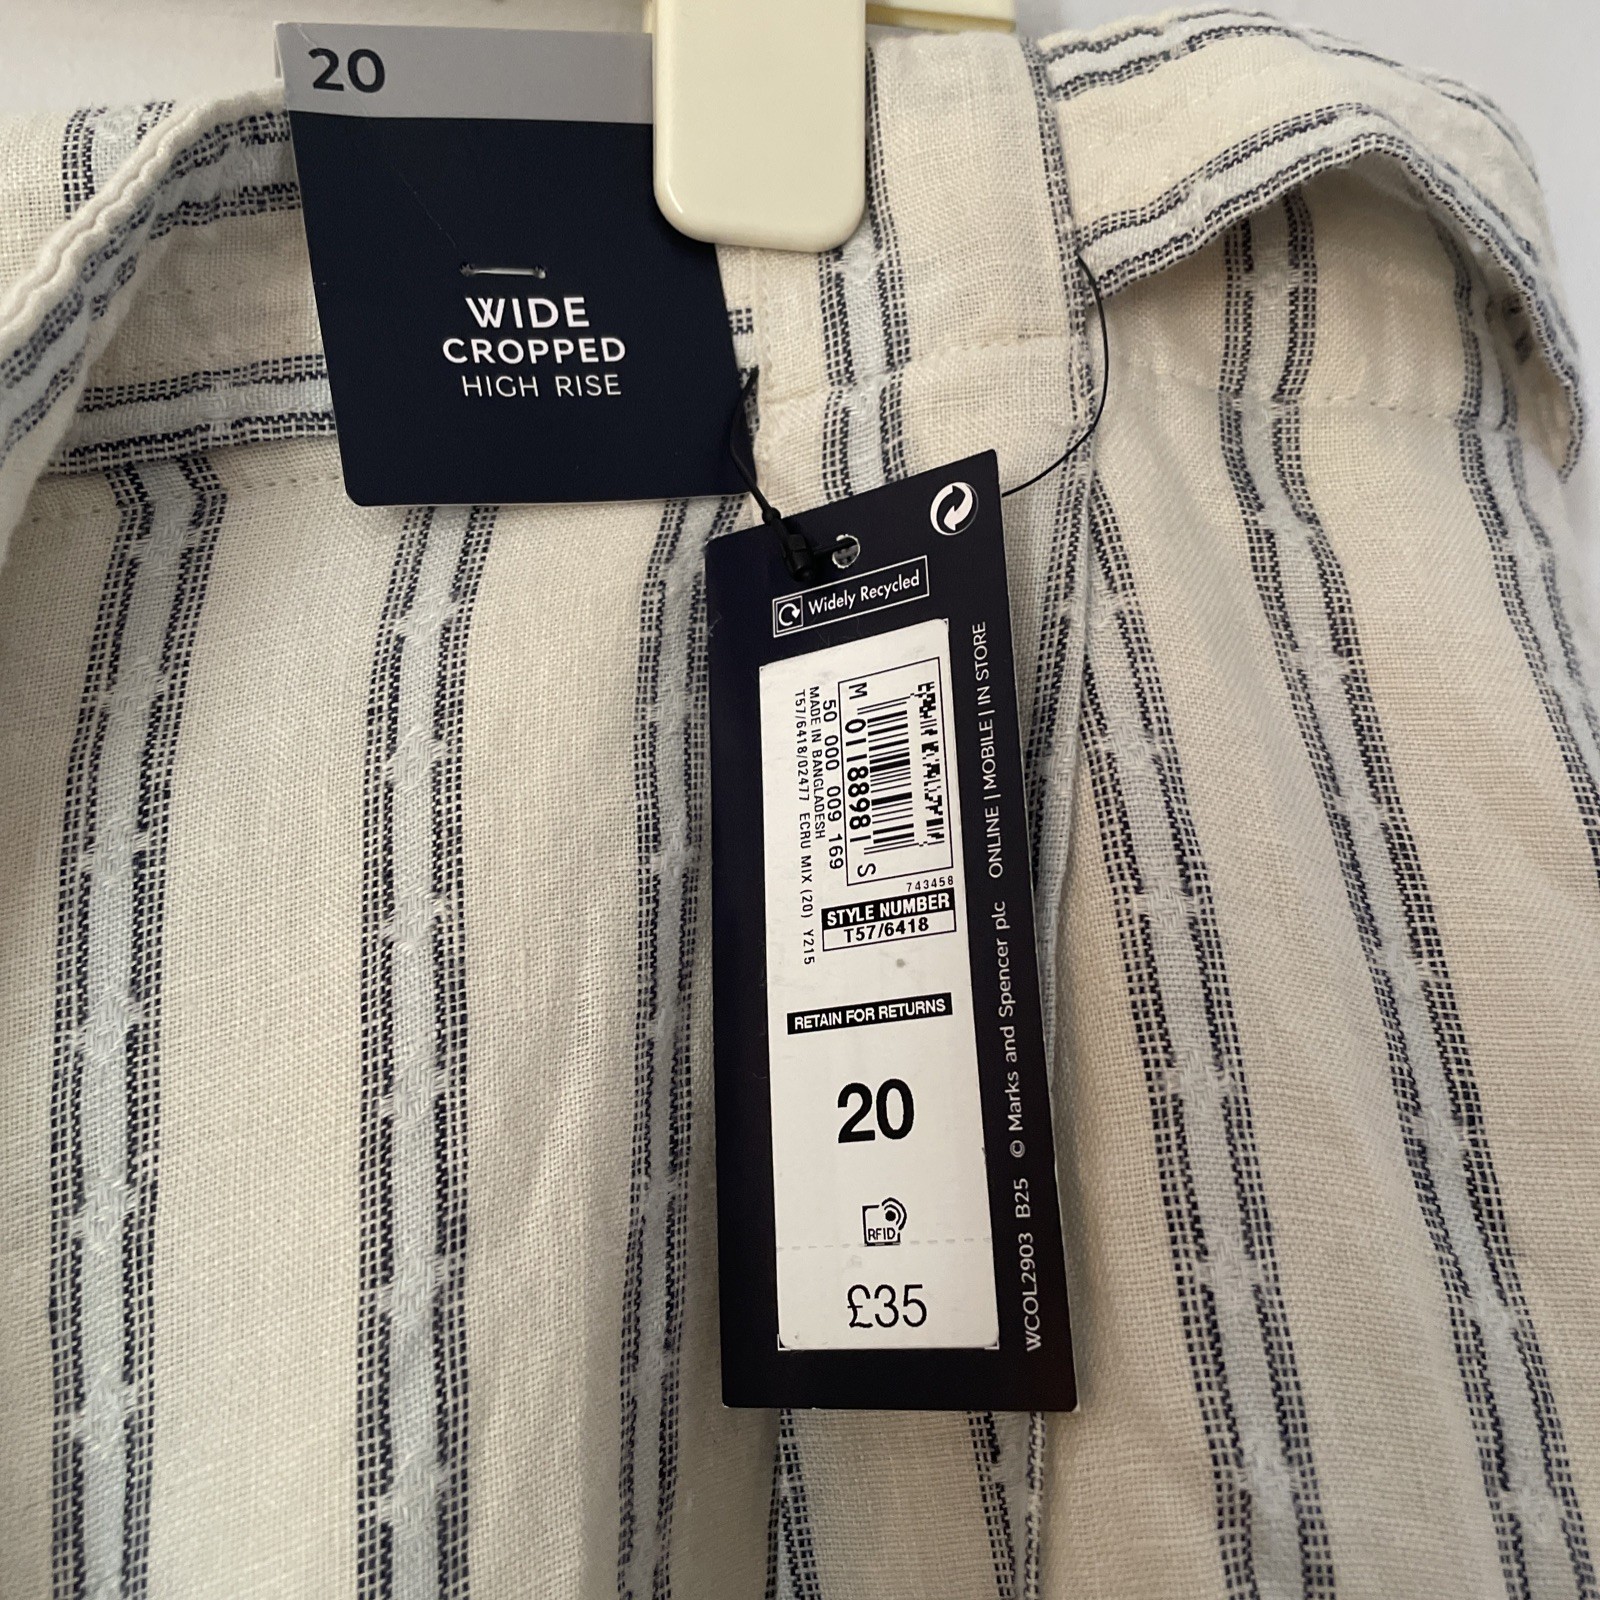 20
WIDE
CROPPED
HIGH RISE
Widely Recycled
M 01188981 S
50 000 009 169
MADE IN BANGLADESH
T57/6418/02477 ECRU MIX (20) Y215
743458
STYLE NUMBER
T57/6418
RETAIN FOR RETURNS
20
RFID
£35
WCOL2903 B25 © Marks and Spencer plc ONLINE | MOBILE | IN STORE